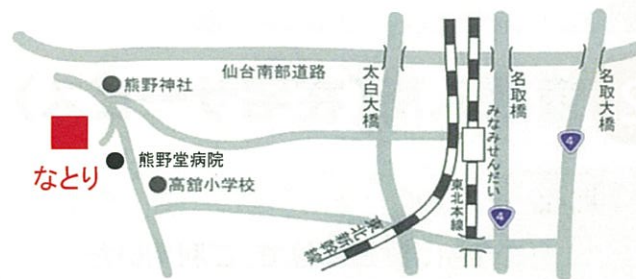 仙台南部道路
熊野神社
太白大橋
名取橋
名取大橋
みなみせんだい
4
なとり
熊野堂病院
高舘小学校
東北本線
4
東北新幹線